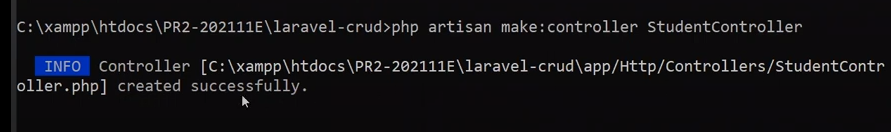 C:\xampp\htdocs\PR2-202111E\laravel-crud>php artisan make:controller StudentController
INFO Controller [C:\xampp\htdocs\PR2-202111E\laravel-crud\app/Http/Controllers/StudentContr
oller.php] created successfully.